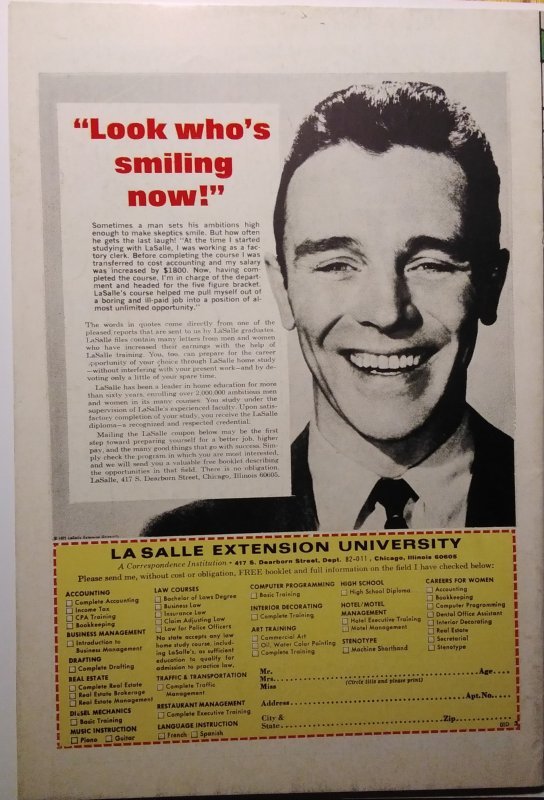 “Look who’s
smiling
now!”
Sometimes a man sets his ambitions high
enough to make skeptics smile. But how often
he gets the last laugh! “At the time I started
studying with LaSalle, I was working as a fac-
tory clerk. Before completing the course I was
transferred to cost accounting and my salary
was increased by $1800. Now, having com-
pleted the course, I’m in charge of the depart-
ment and headed for the five figure bracket.
LaSalle’s course helped me pull myself out of
a boring and ill-paid job into a position of al-
most unlimited opportunity.”
The words in quotes come directly from one of the
pleased reports that are sent to us by LaSalle graduates.
LaSalle files contain many letters from men and women
who have increased their earnings with the help of
LaSalle training. You, too, can prepare for the career
opportunity of your choice through LaSalle home study
—without interfering with your present work—and by de-
voting only a little of your spare time.
LaSalle has been a leader in home education for more
than sixty years, enrolling over 2,000,000 ambitious men
and women in its many courses. You study under the
supervision of LaSalle’s experienced faculty. Upon satis-
factory completion of your study, you receive the LaSalle
diploma—a recognized and respected credential.
Mailing the LaSalle coupon below may be the first
step toward preparing yourself for a better job, higher
pay, and the many good things that go with success. Sim-
ply check the program in which you are most interested,
and we will send you a valuable free booklet describing
the opportunities in that field. There is no obligation.
LaSalle, 417 S. Dearborn Street, Chicago, Illinois 60605.
LA SALLE EXTENSION UNIVERSITY
A Correspondence Institution • 417 S. Dearborn Street, Dept. 82-011, Chicago, Illinois 60605
Please send me, without cost or obligation, FREE booklet and full information on the field I have checked below:
ACCOUNTING
Complete Accounting
Income Tax
CPA Training
Bookkeeping
BUSINESS MANAGEMENT
Introduction to
Business Management
DRAFTING
Complete Drafting
REAL ESTATE
Complete Real Estate
Real Estate Brokerage
Real Estate Management
DIESEL MECHANICS
Basic Training
MUSIC INSTRUCTION
Piano Guitar
LAW COURSES
Bachelor of Laws Degree
Business Law
Insurance Law
Claim Adjusting Law
Law for Police Officers
No state accepts any law
home study course, includ-
ing LaSalle's, as sufficient
education to qualify for
admission to practice law.
TRAFFIC & TRANSPORTATION
Complete Traffic
Management
RESTAURANT MANAGEMENT
Complete Executive Training
LANGUAGE INSTRUCTION
French Spanish
COMPUTER PROGRAMMING
Basic Training
INTERIOR DECORATING
Complete Training
ART TRAINING
Commercial Art
Oil, Water Color Painting
Complete Training
HIGH SCHOOL
High School Diploma
HOTEL/MOTEL
MANAGEMENT
Hotel Executive Training
Motel Management
STENOTYPE
Machine Shorthand
CAREERS FOR WOMEN
Accounting
Bookkeeping
Computer Programming
Dental Office Assistant
Interior Decorating
Real Estate
Secretarial
Stenotype
Mr.
Mrs. Age
Miss (Circle title and please print)
Address Apt. No.
City &
State Zip